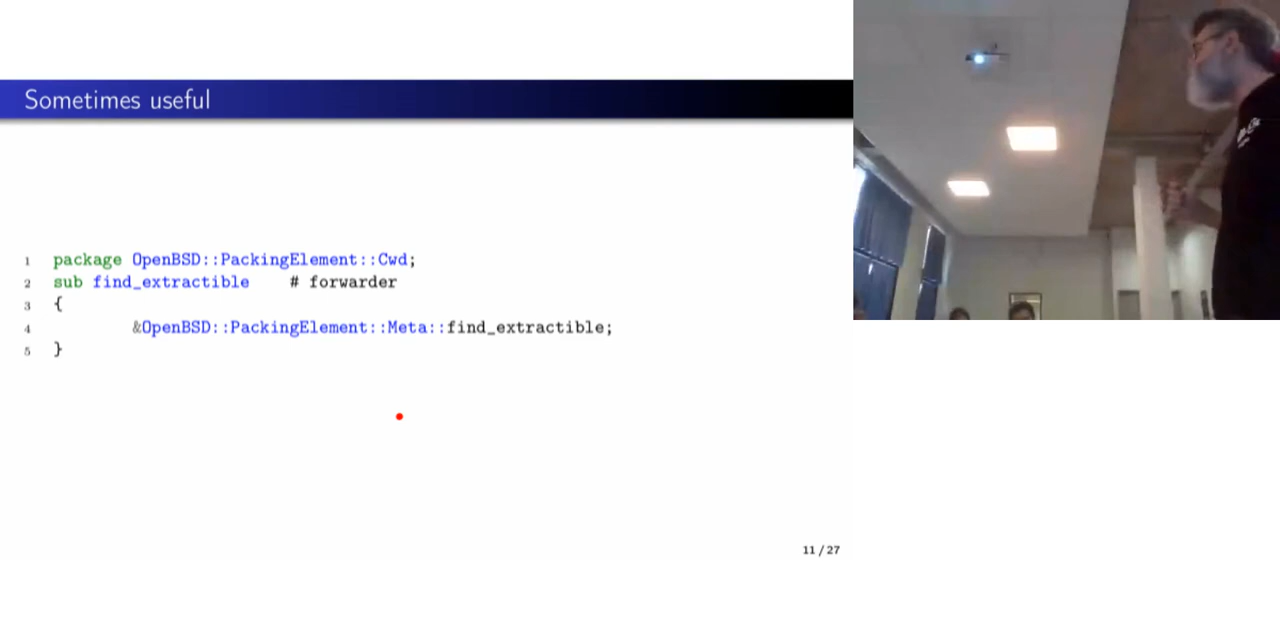 Sometimes useful
1 package OpenBSD::PackingElement::Cwd;
2 sub find_extractible # forwarder
3 {
4 &OpenBSD::PackingElement::Meta::find_extractible;
5 }
11 / 27